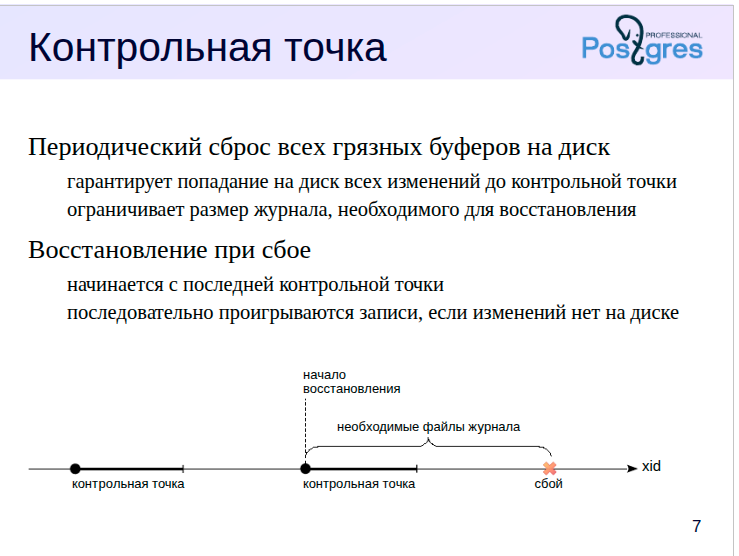 Контрольная точка
PROFESSIONAL
Postgres
Периодический сброс всех грязных буферов на диск
гарантирует попадание на диск всех изменений до контрольной точки
ограничивает размер журнала, необходимого для восстановления
Восстановление при сбое
начинается с последней контрольной точки
последовательно проигрываются записи, если изменений нет на диске
начало
восстановления
необходимые файлы журнала
xid
контрольная точка
контрольная точка
сбой
7